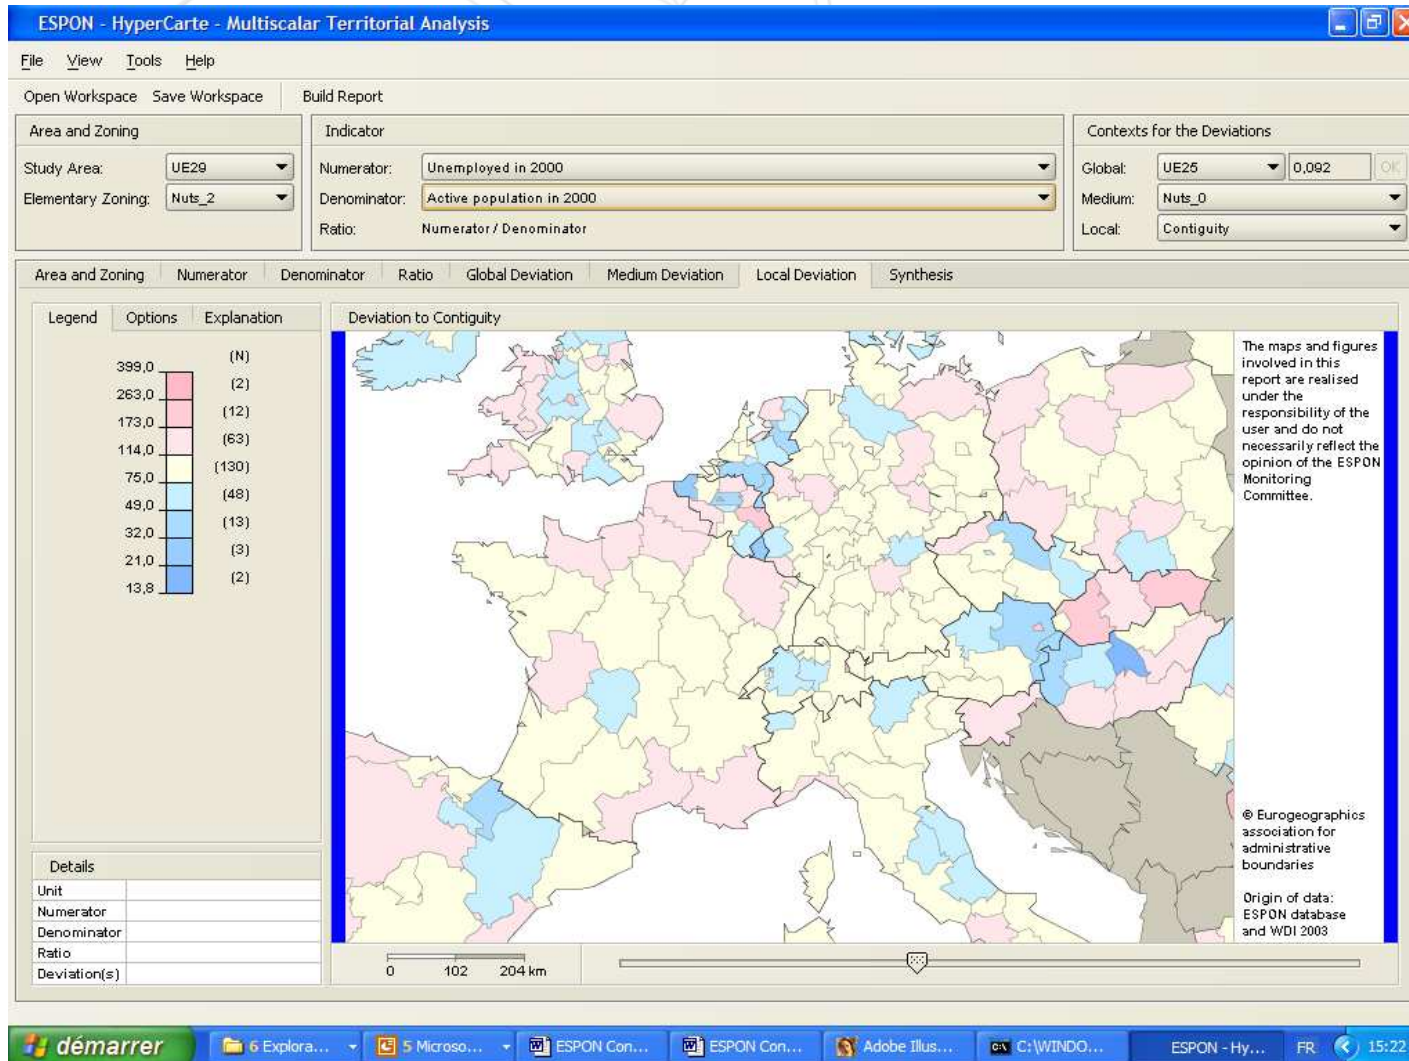 ESPON - HyperCarte - Multiscalar Territorial Analysis
File View Tools Help
Open Workspace Save Workspace Build Report
Area and Zoning
Study Area: UE29
Elementary Zoning: Nuts_2
Indicator
Numerator: Unemployed in 2000
Denominator: Active population in 2000
Ratio: Numerator / Denominator
Contexts for the Deviations
Global: UE25 0,092 OK
Medium: Nuts_0
Local: Contiguity
Area and Zoning Numerator Denominator Ratio Global Deviation Medium Deviation Local Deviation Synthesis
Legend Options Explanation
(N)
399,0
(2)
263,0
(12)
173,0
(63)
114,0
(130)
75,0
(48)
49,0
(13)
32,0
(3)
21,0
(2)
13,8
Deviation to Contiguity
The maps and figures
involved in this
report are realised
under the
responsibility of the
user and do not
necessarily reflect the
opinion of the ESPON
Monitoring
Committee.
© Eurogeographics
association for
administrative
boundaries
Origin of data:
ESPON database
and WDI 2003
Details
Unit
Numerator
Denominator
Ratio
Deviation(s)
0 102 204 km
démarrer 6 Explora... 5 Microso... ESPON Con... ESPON Con... Adobe Illus... C:\WINDO... ESPON - Hy... FR 15:22